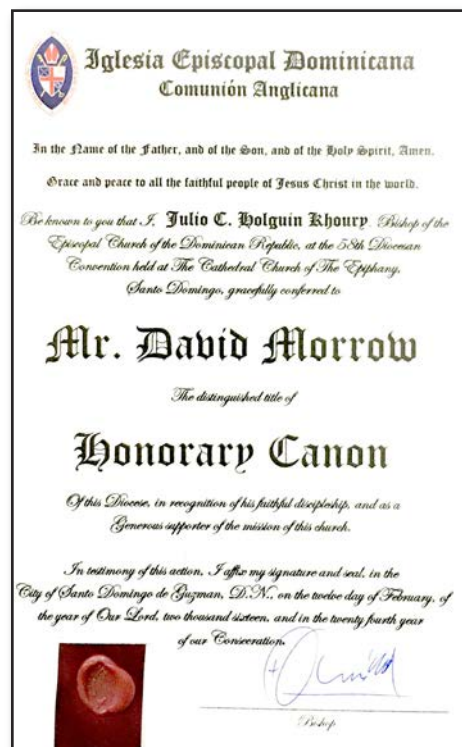 Iglesia Episcopal Dominicana
Comunión Anglicana
In the Name of the Father, and of the Son, and of the Holy Spirit, Amen.
Grace and peace to all the faithful people of Jesus Christ in the world.
Be known to you that I, Julio C. Holguin Khoury, Bishop of the
Episcopal Church of the Dominican Republic, at the 58th Diocesan
Convention held at The Cathedral Church of The Epiphany,
Santo Domingo, gracefully conferred to
Mr. David Morrow
The distinguished title of
Honorary Canon
Of this Diocese, in recognition of his faithful discipleship, and as a
Generous supporter of the mission of this church.
In testimony of this action, I affix my signature and seal, in the
City of Santo Domingo de Guzman, D.N., on the twelve day of February, of
the year of Our Lord, two thousand sixteen, and in the twenty fourth year
of our Consecration.
Bishop